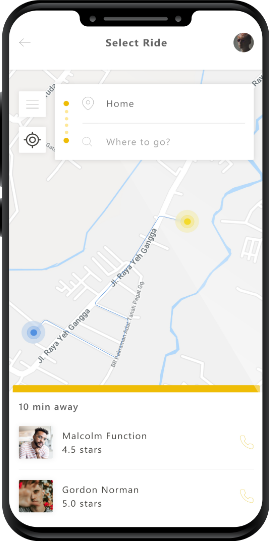 Select Ride
Home
Where to go?
Jl. Raya Yeh Gangga
Jl. Raya Yeh Gangga
10 min away
Malcolm Function
4.5 stars
Gordon Norman
5.0 stars